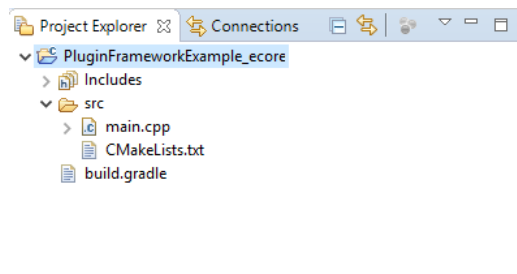 Project Explorer Connections
PluginFrameworkExample_ecore
Includes
src
main.cpp
CMakeLists.txt
build.gradle